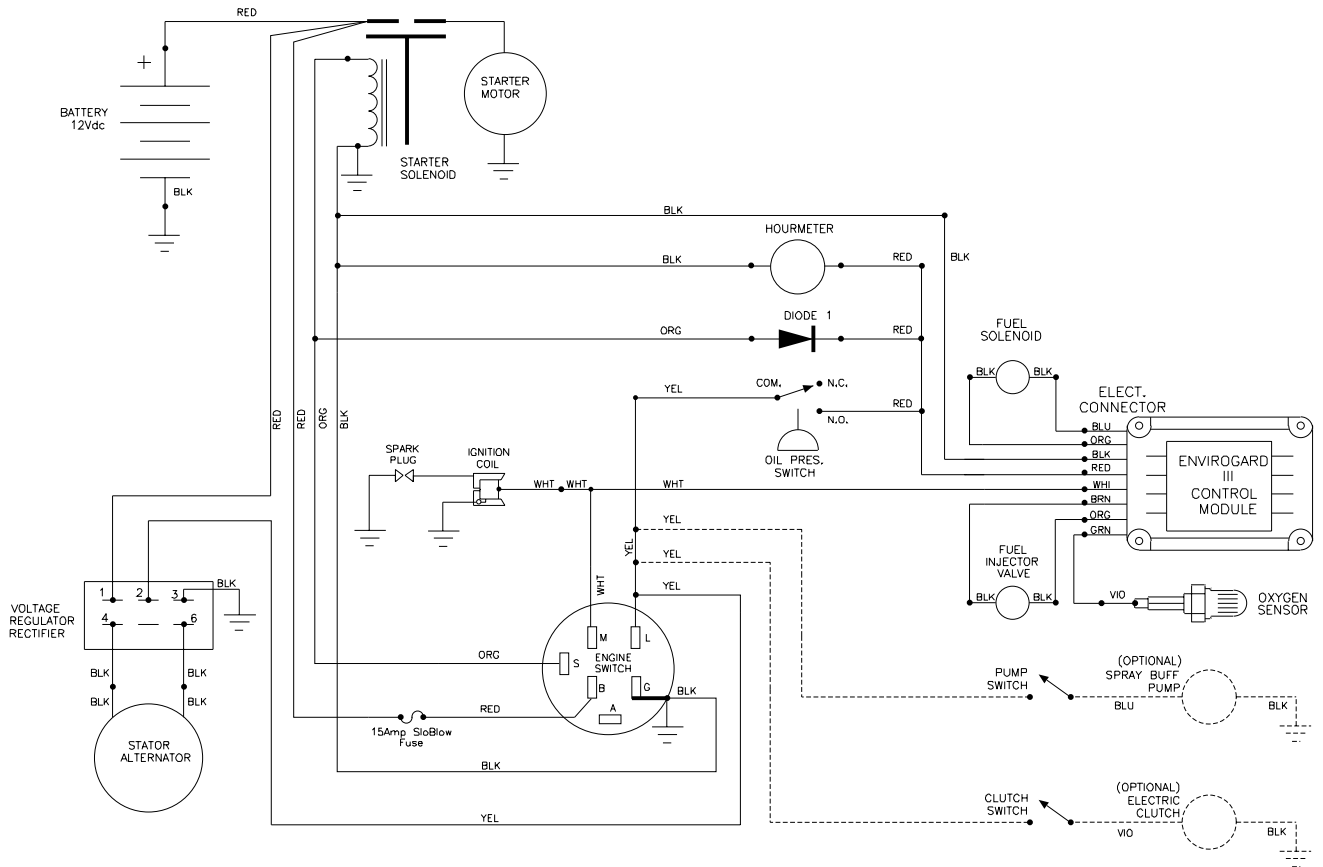 RED
+
BATTERY
12Vdc
BLK
STARTER
MOTOR
STARTER
SOLENOID
BLK
HOURMETER
BLK
RED
BLK
DIODE 1
ORG
RED
FUEL
SOLENOID
BLK
BLK
YEL
COM.
N.C.
N.O.
RED
OIL PRES.
SWITCH
RED
RED
ORG
BLK
ELECT.
CONNECTOR
BLU
ORG
BLK
RED
WHI
BRN
ORG
GRN
ENVIROGARD
III
CONTROL
MODULE
SPARK
PLUG
IGNITION
COIL
WHT
WHT
WHT
YEL
YEL
YEL
YEL
WHT
FUEL
INJECTOR
VALVE
BLK
BLK
VIO
OXYGEN
SENSOR
VOLTAGE
REGULATOR
RECTIFIER
1
2
3
4
6
BLK
BLK
BLK
BLK
BLK
STATOR
ALTERNATOR
ORG
M
L
S
ENGINE
SWITCH
B
G
A
BLK
RED
15Amp SloBlow
Fuse
BLK
YEL
PUMP
SWITCH
(OPTIONAL)
SPRAY BUFF
PUMP
BLU
BLK
CLUTCH
SWITCH
(OPTIONAL)
ELECTRIC
CLUTCH
VIO
BLK